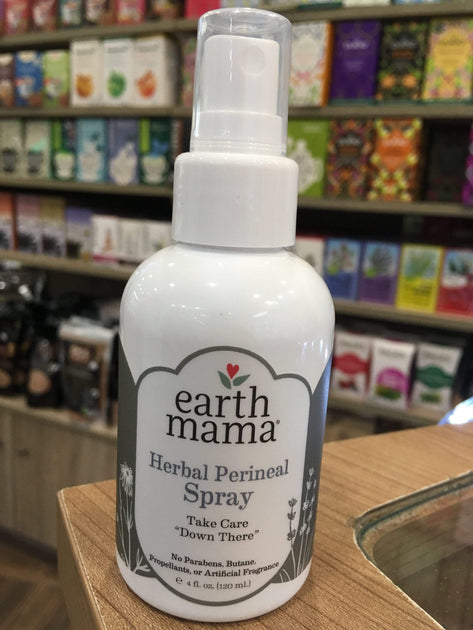 earth
mama®
Herbal Perineal
Spray
Take Care
"Down There"
No Parabens, Butane,
Propellants, or Artificial Fragrance
℮ 4 fl. oz. (120 ml.)